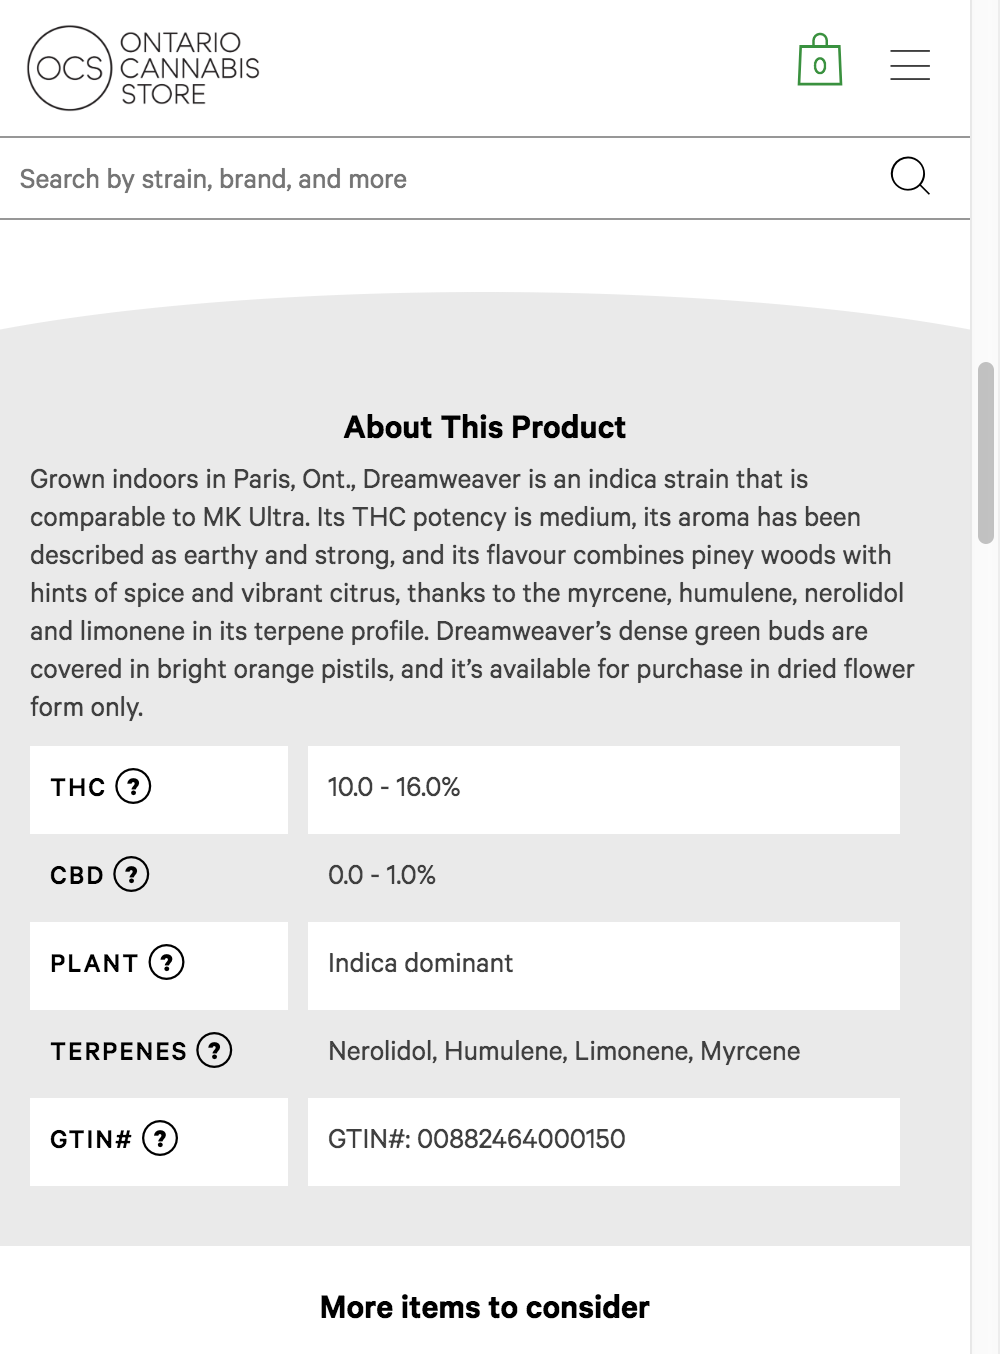 OCS
ONTARIO
CANNABIS
STORE
0
Search by strain, brand, and more
About This Product
Grown indoors in Paris, Ont., Dreamweaver is an indica strain that is
comparable to MK Ultra. Its THC potency is medium, its aroma has been
described as earthy and strong, and its flavour combines piney woods with
hints of spice and vibrant citrus, thanks to the myrcene, humulene, nerolidol
and limonene in its terpene profile. Dreamweaver’s dense green buds are
covered in bright orange pistils, and it’s available for purchase in dried flower
form only.
THC ? 10.0 - 16.0%
CBD ? 0.0 - 1.0%
PLANT ? Indica dominant
TERPENES ? Nerolidol, Humulene, Limonene, Myrcene
GTIN# ? GTIN#: 00882464000150
More items to consider